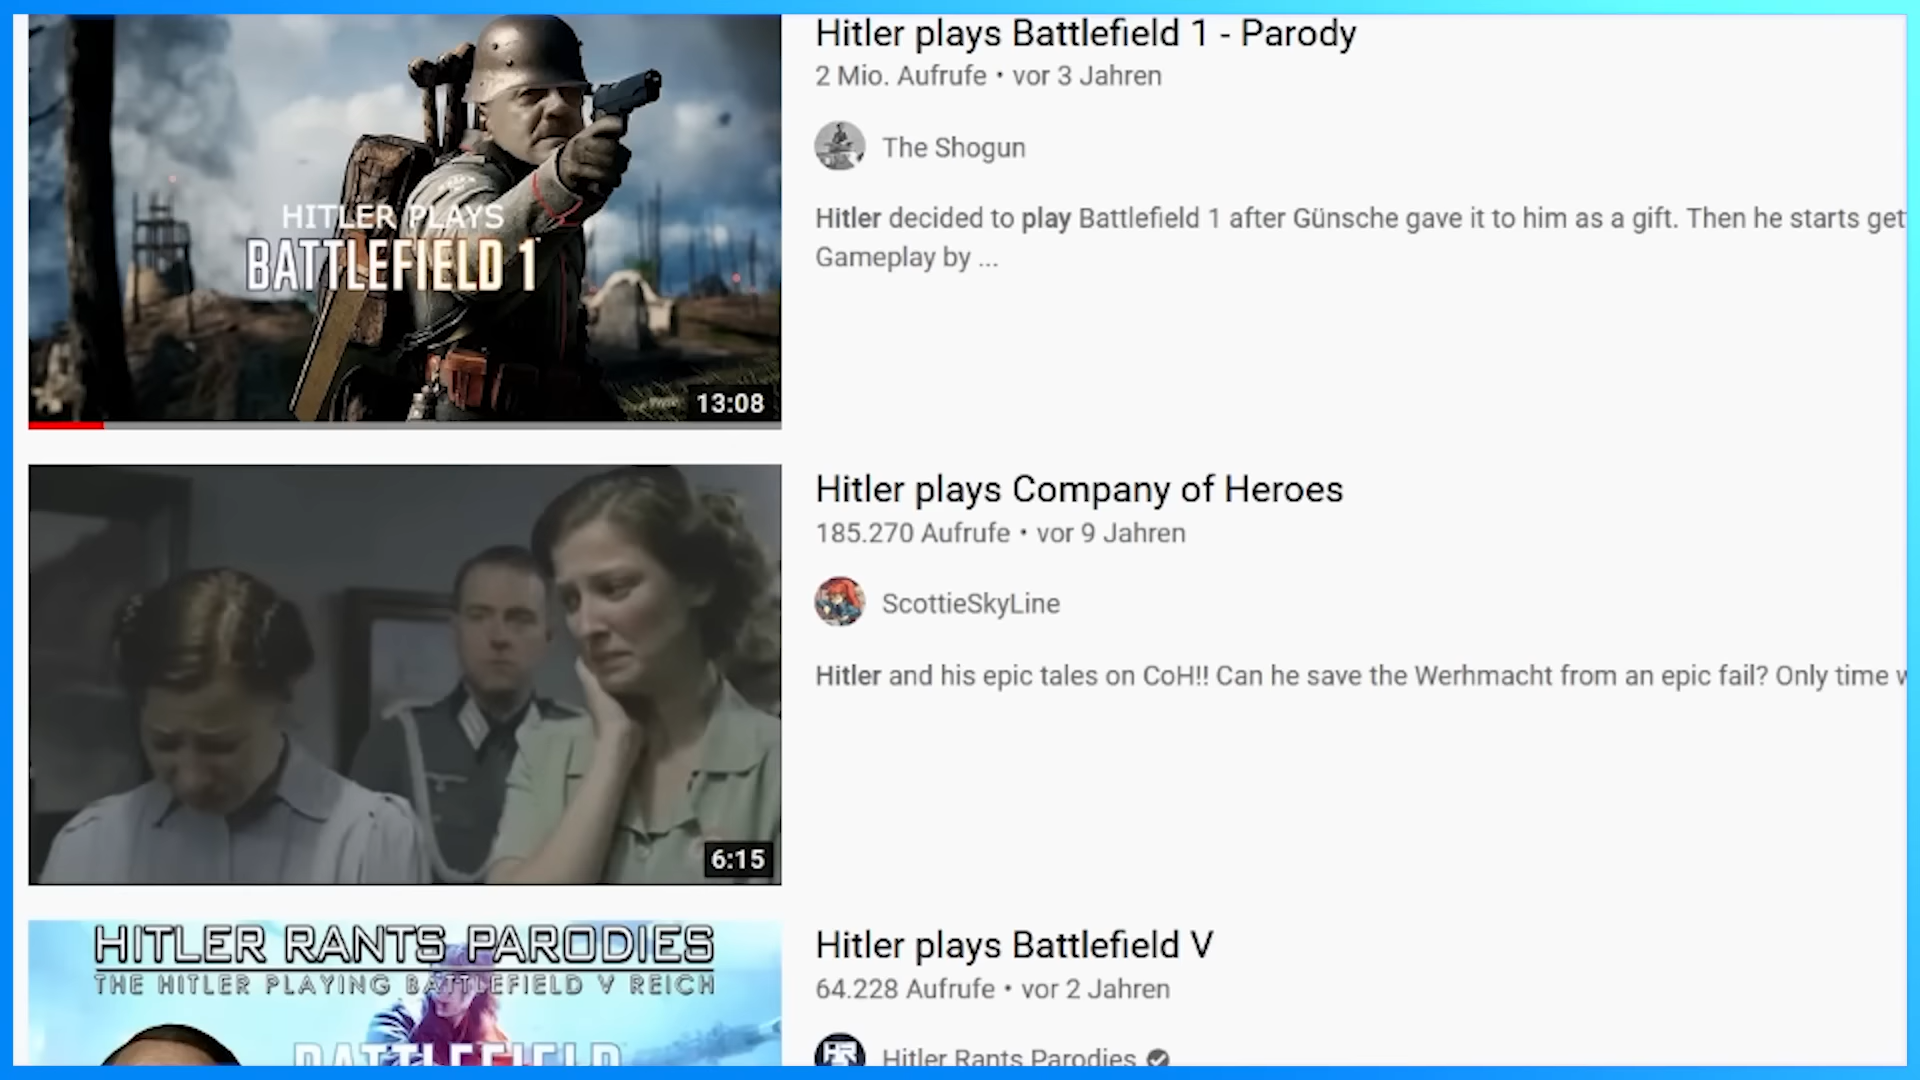 Hitler plays Battlefield 1 - Parody
2 Mio. Aufrufe • vor 3 Jahren
The Shogun
Hitler decided to play Battlefield 1 after Günsche gave it to him as a gift. Then he starts get
Gameplay by ...
HITLER PLAYS
BATTLEFIELD 1
13:08
Hitler plays Company of Heroes
185.270 Aufrufe • vor 9 Jahren
ScottieSkyLine
Hitler and his epic tales on CoH!! Can he save the Werhmacht from an epic fail? Only time
6:15
HITLER RANTS PARODIES
THE HITLER PLAYING BATTLEFIELD V REICH
BATTLEFIELD
Hitler plays Battlefield V
64.228 Aufrufe • vor 2 Jahren
HR
Hitler Rants Parodies